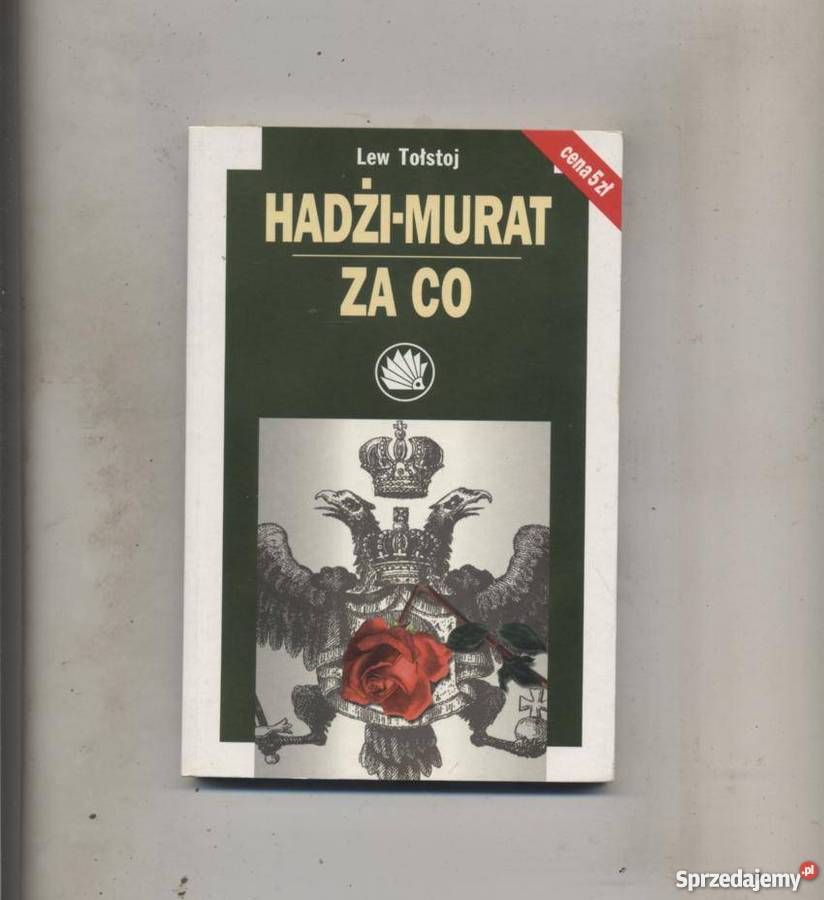 Lew Tołstoj
cena 5 zł
HADŻI-MURAT
ZA CO
Sprzedajemy.pl